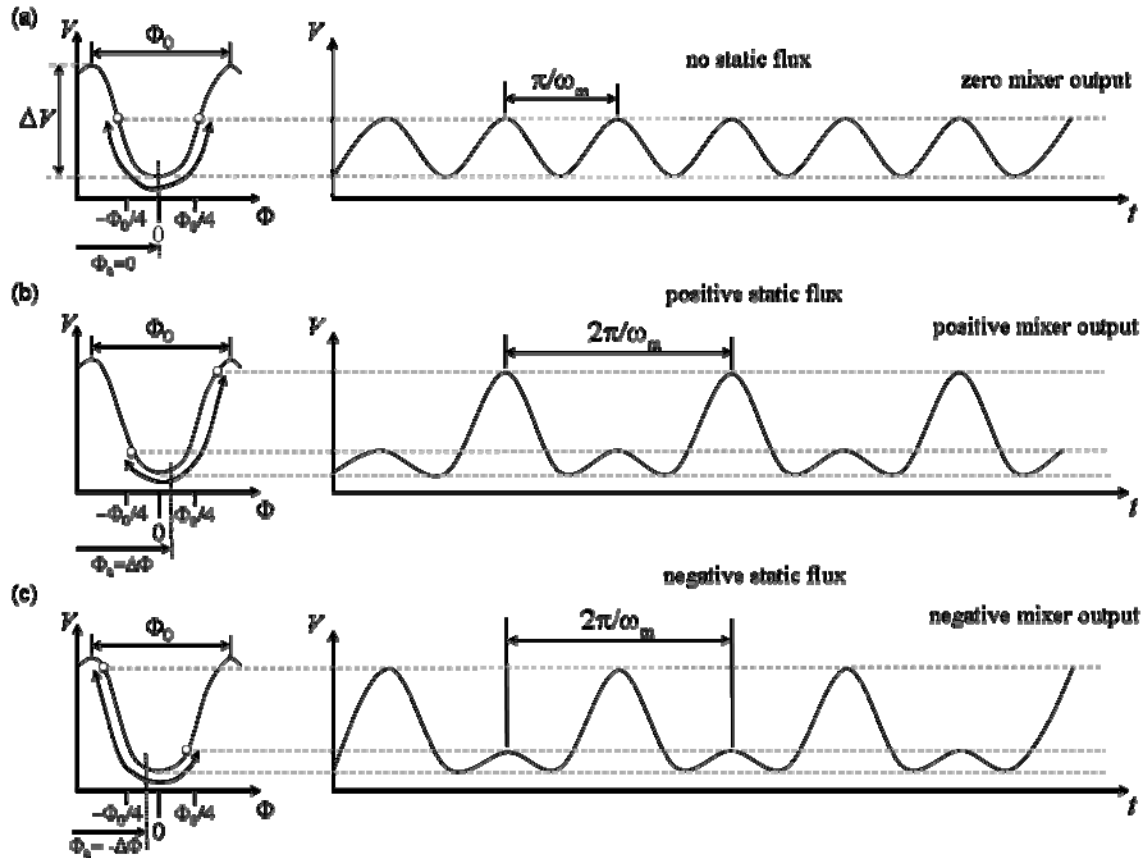 (a)
V
Φ₀
ΔV
−Φ₀/4 Φ₀/4 Φ
0
Φₐ=0
V
no static flux
π/ωₘ
zero mixer output
t
(b)
V
Φ₀
−Φ₀/4 Φ₀/4 Φ
0
Φₐ=ΔΦ
V
positive static flux
2π/ωₘ
positive mixer output
t
(c)
V
Φ₀
−Φ₀/4 Φ₀/4 Φ
0
Φₐ= -ΔΦ
V
negative static flux
2π/ωₘ
negative mixer output
t